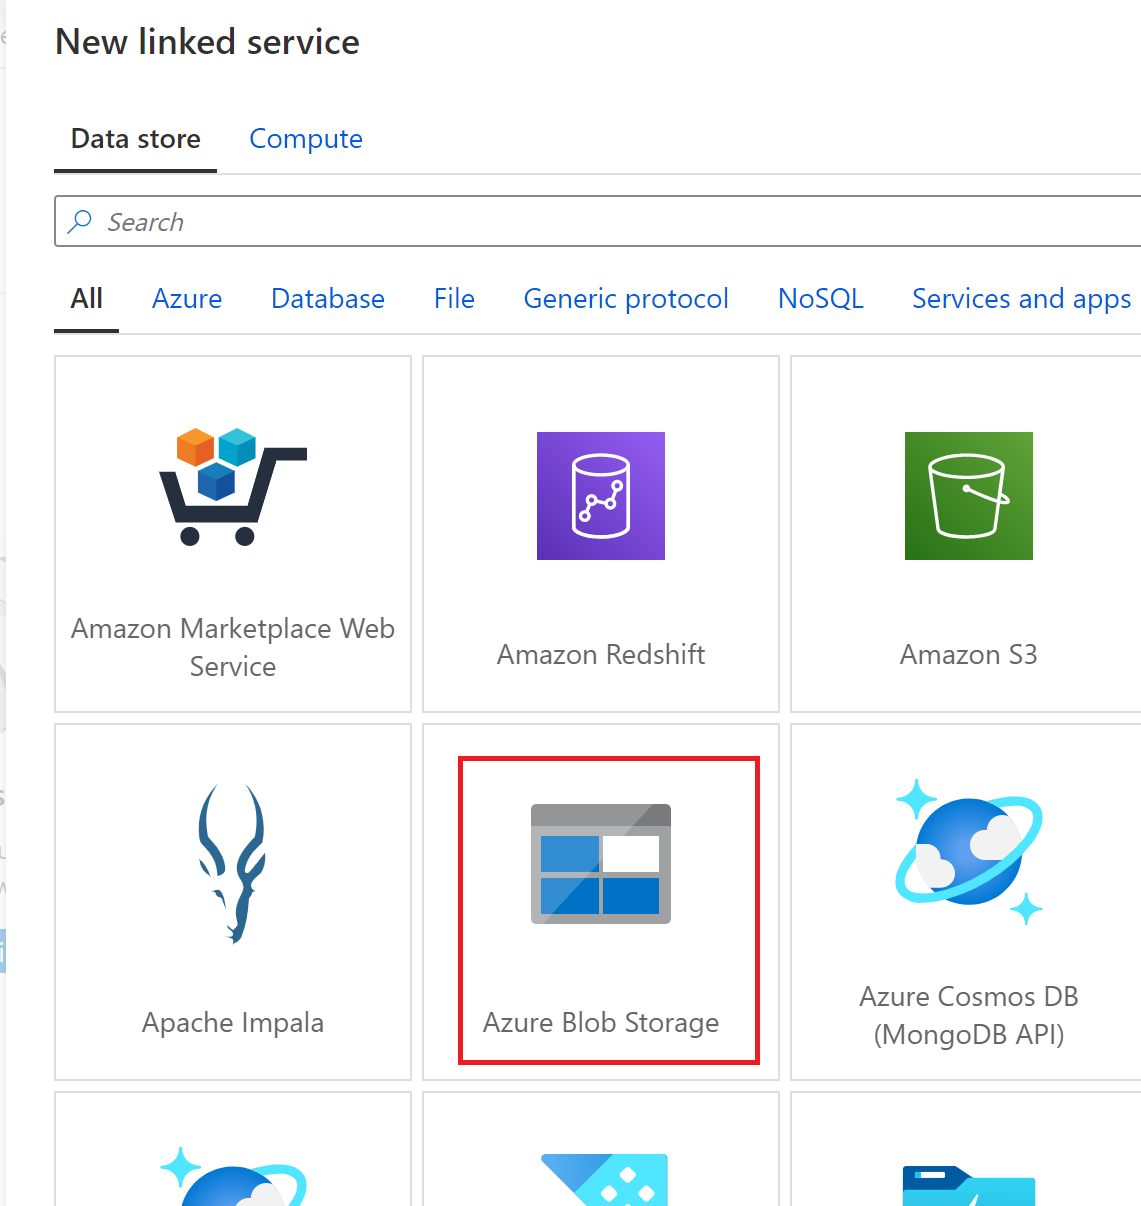 New linked service
Data store Compute
Search
All Azure Database File Generic protocol NoSQL Services and apps
Amazon Marketplace Web
Service
Amazon Redshift
Amazon S3
Apache Impala
Azure Blob Storage
Azure Cosmos DB
(MongoDB API)